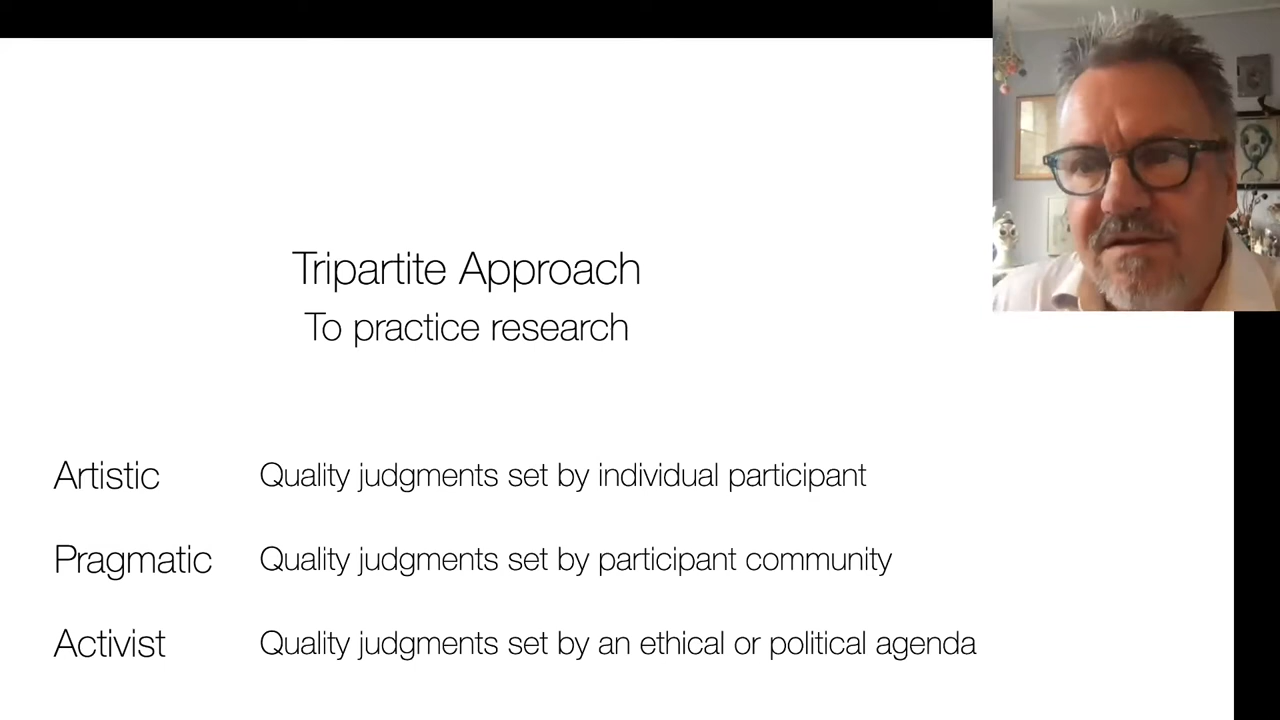 Tripartite Approach
To practice research
Artistic Quality judgments set by individual participant
Pragmatic Quality judgments set by participant community
Activist Quality judgments set by an ethical or political agenda